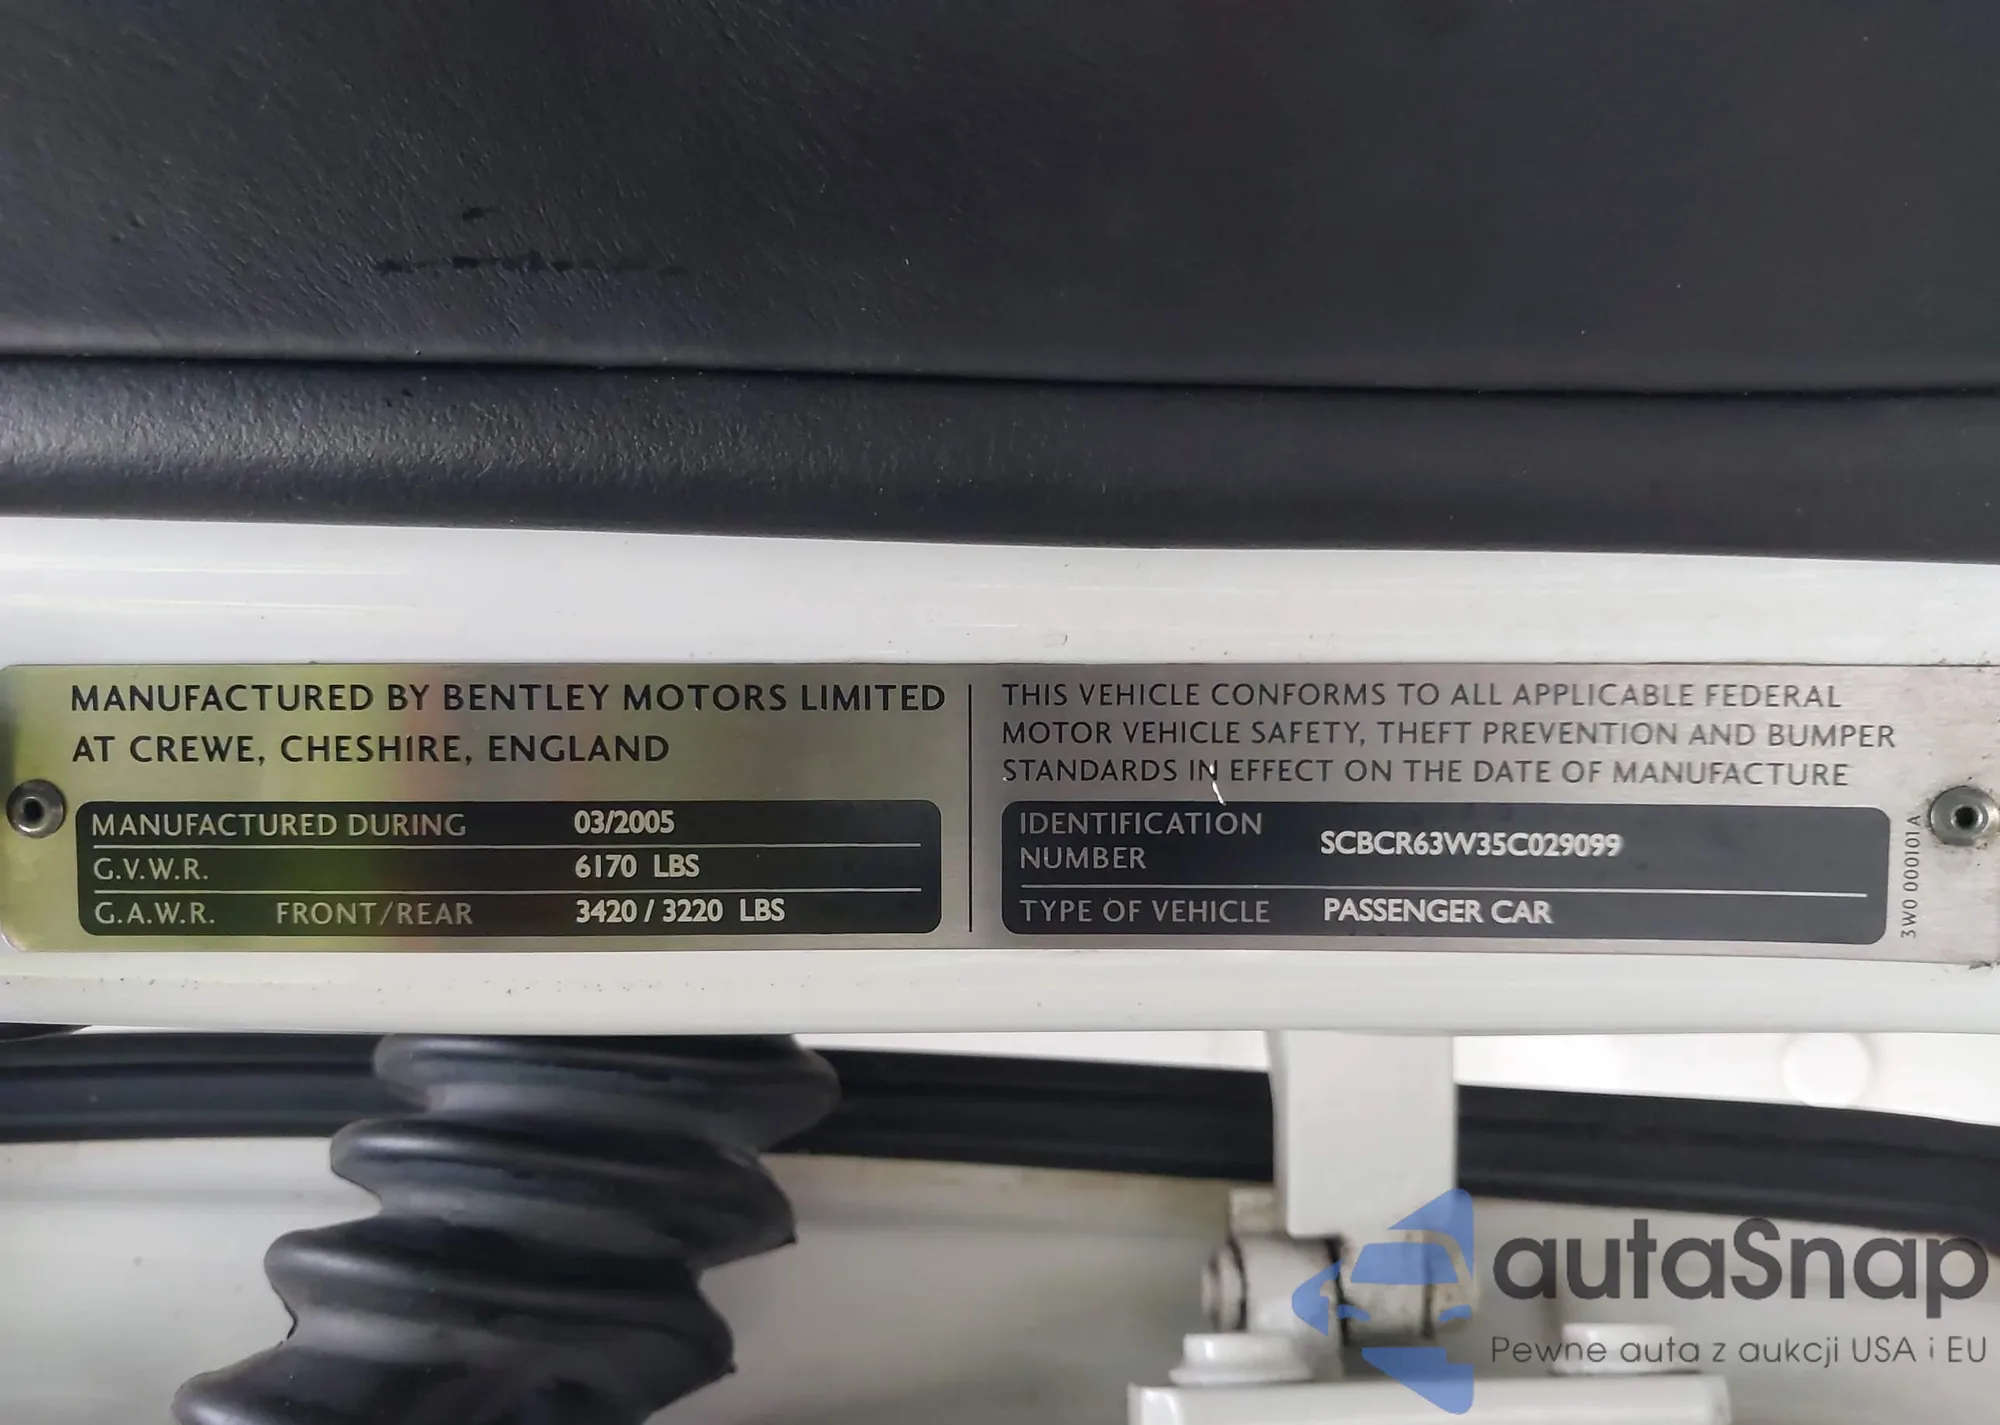 MANUFACTURED BY BENTLEY MOTORS LIMITED
AT CREWE, CHESHIRE, ENGLAND
MANUFACTURED DURING 03/2005
G.V.W.R. 6170 LBS
G.A.W.R. FRONT/REAR 3420 / 3220 LBS
THIS VEHICLE CONFORMS TO ALL APPLICABLE FEDERAL
MOTOR VEHICLE SAFETY, THEFT PREVENTION AND BUMPER
STANDARDS IN EFFECT ON THE DATE OF MANUFACTURE
IDENTIFICATION
NUMBER SCBCR63W35C029099
TYPE OF VEHICLE PASSENGER CAR
3W0 000101 A
autaSnap
Pewne auta z aukcji USA i EU